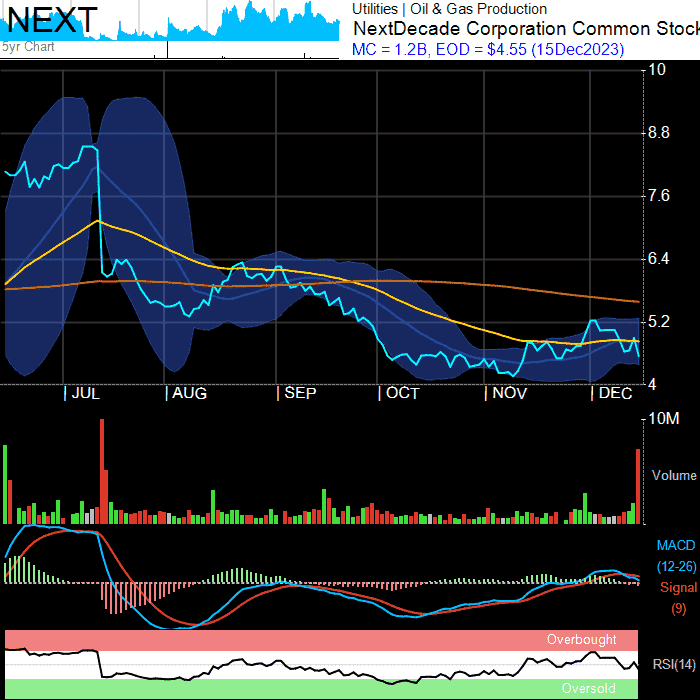 NEXT
5yr Chart
Utilities | Oil & Gas Production
NextDecade Corporation Common Stock
MC = 1.2B, EOD = $4.55 (15Dec2023)
10
8.8
7.6
6.4
5.2
4
| JUL | AUG | SEP | OCT | NOV | DEC
10M
Volume
MACD
(12-26)
Signal
(9)
Overbought
RSI(14)
Oversold